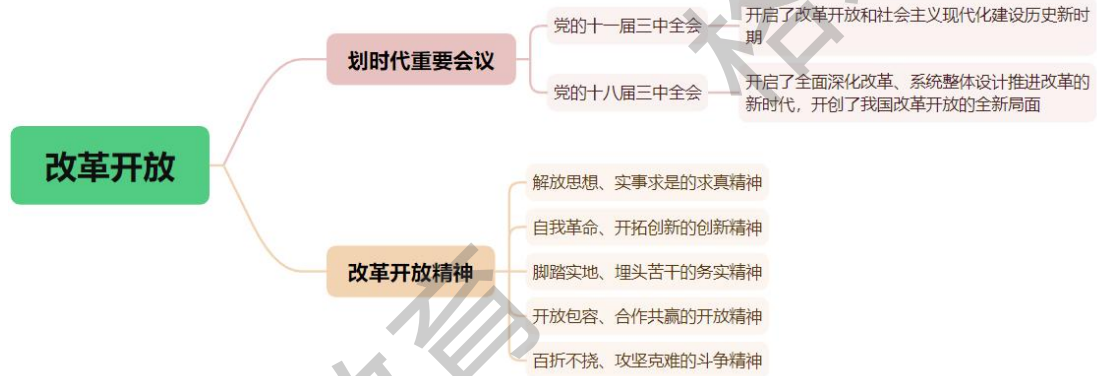 改革开放
划时代重要会议
党的十一届三中全会
开启了改革开放和社会主义现代化建设历史新时
期
党的十八届三中全会
开启了全面深化改革、系统整体设计推进改革的
新时代，开创了我国改革开放的全新局面
改革开放精神
解放思想、实事求是的求真精神
自我革命、开拓创新的创新精神
脚踏实地、埋头苦干的务实精神
开放包容、合作共赢的开放精神
百折不挠、攻坚克难的斗争精神
格
教育